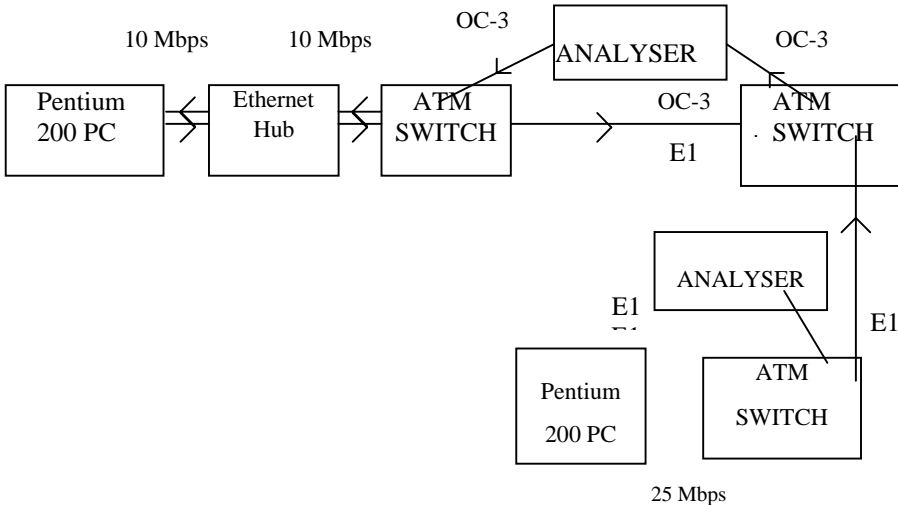 OC-3
10 Mbps
10 Mbps
ANALYSER
OC-3
Pentium
200 PC
Ethernet
Hub
ATM
SWITCH
OC-3
E1
ATM
SWITCH
ANALYSER
E1
E1
Pentium
200 PC
ATM
SWITCH
25 Mbps